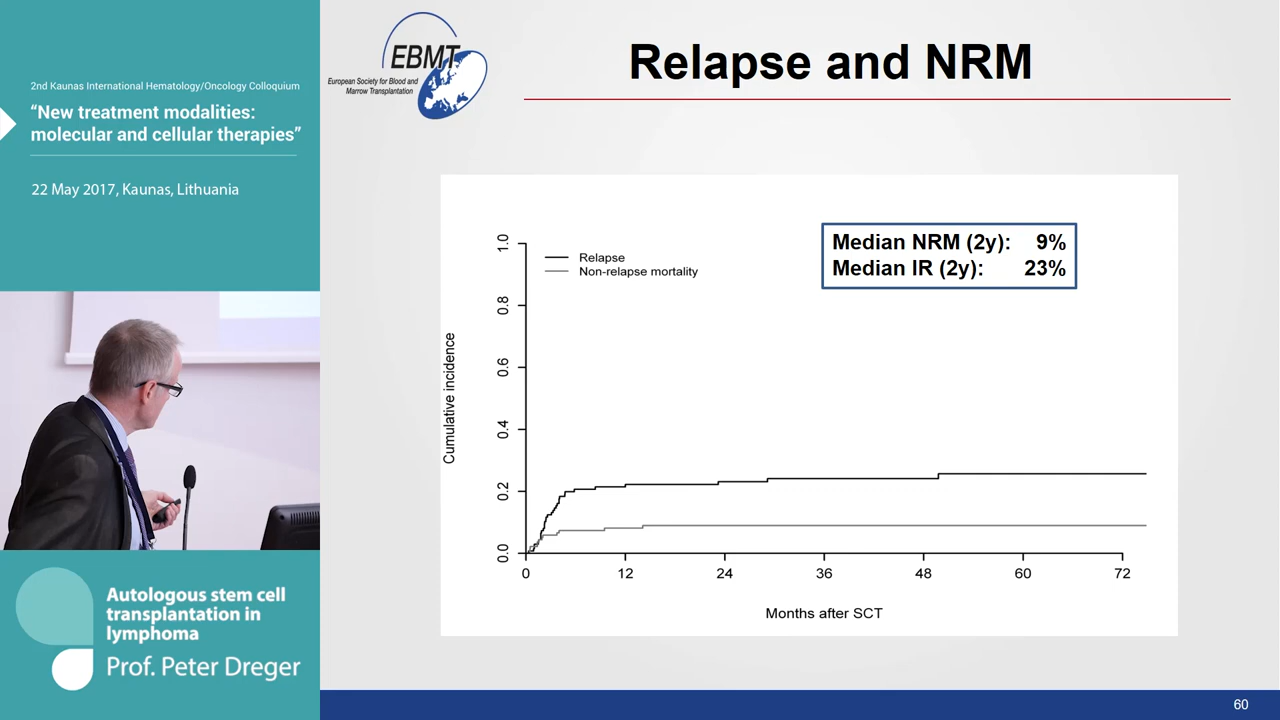 2nd Kaunas International Hematology/Oncology Colloquium
“New treatment modalities:
molecular and cellular therapies”
22 May 2017, Kaunas, Lithuania
Autologous stem cell
transplantation in
lymphoma
Prof. Peter Dreger
EBMT
European Society for Blood and
Marrow Transplantation
Relapse and NRM
Median NRM (2y): 9%
Median IR (2y): 23%
Relapse
Non-relapse mortality
Cumulative incidence
1.0
0.8
0.6
0.4
0.2
0.0
0 12 24 36 48 60 72
Months after SCT
60